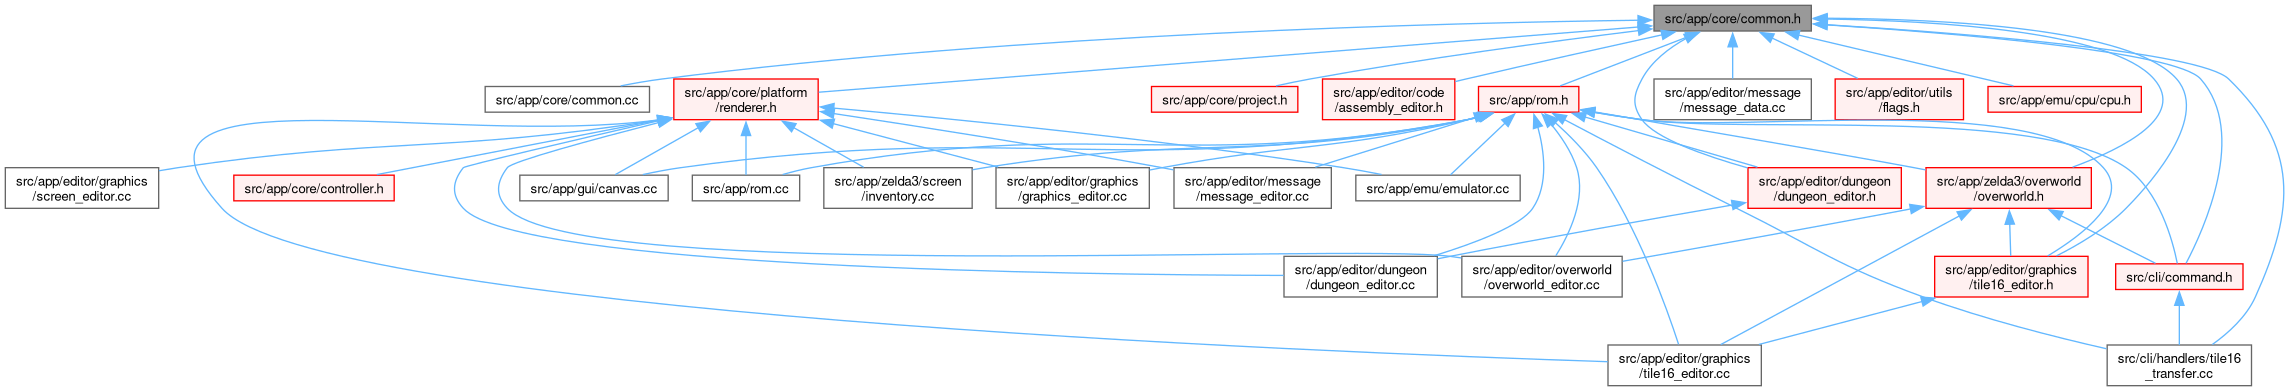 src/app/core/common.h
src/app/core/common.cc
src/app/core/platform
/renderer.h
src/app/core/project.h
src/app/editor/code
/assembly_editor.h
src/app/rom.h
src/app/editor/message
/message_data.cc
src/app/editor/utils
/flags.h
src/app/emu/cpu/cpu.h
src/app/editor/graphics
/screen_editor.cc
src/app/core/controller.h
src/app/gui/canvas.cc
src/app/rom.cc
src/app/zelda3/screen
/inventory.cc
src/app/editor/graphics
/graphics_editor.cc
src/app/editor/message
/message_editor.cc
src/app/emu/emulator.cc
src/app/editor/dungeon
/dungeon_editor.h
src/app/zelda3/overworld
/overworld.h
src/app/editor/dungeon
/dungeon_editor.cc
src/app/editor/overworld
/overworld_editor.cc
src/app/editor/graphics
/tile16_editor.h
src/cli/command.h
src/app/editor/graphics
/tile16_editor.cc
src/cli/handlers/tile16
_transfer.cc